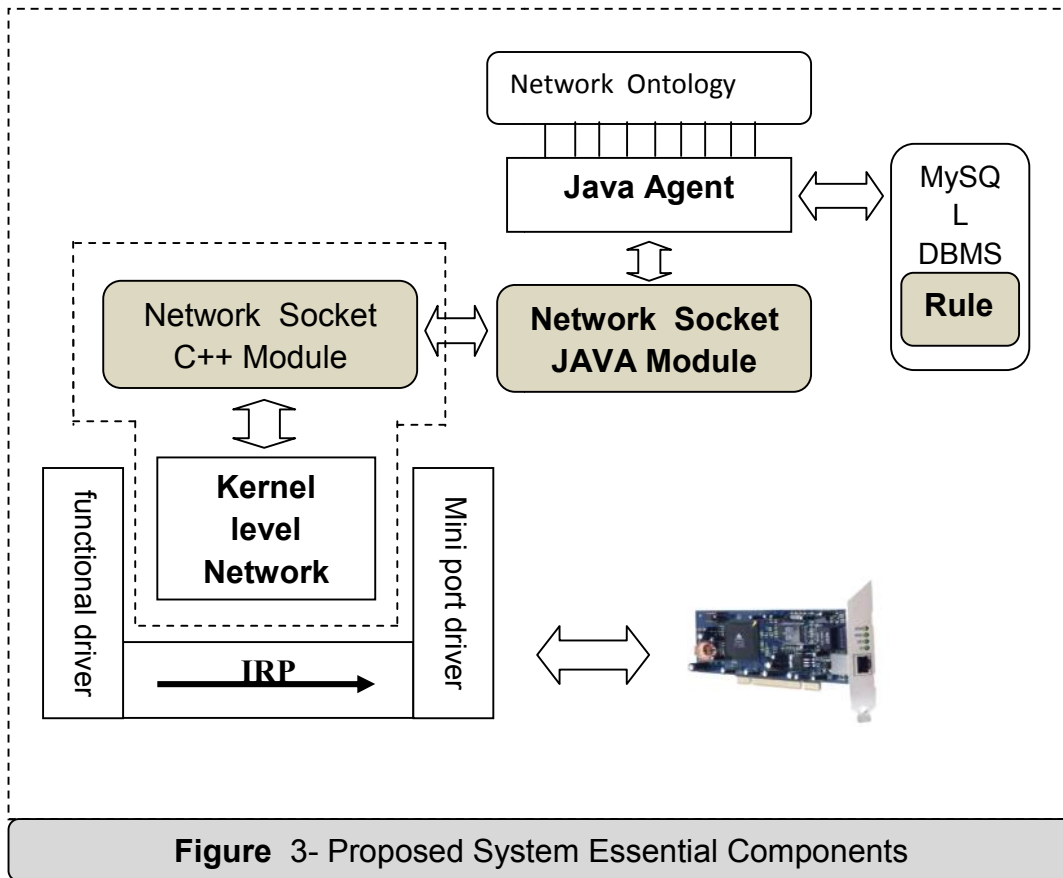 Network Ontology
Java Agent
MySQ
L
DBMS
Rule
Network Socket
C++ Module
Network Socket
JAVA Module
Kernel
level
Network
functional driver
Mini port driver
IRP
Figure 3- Proposed System Essential Components